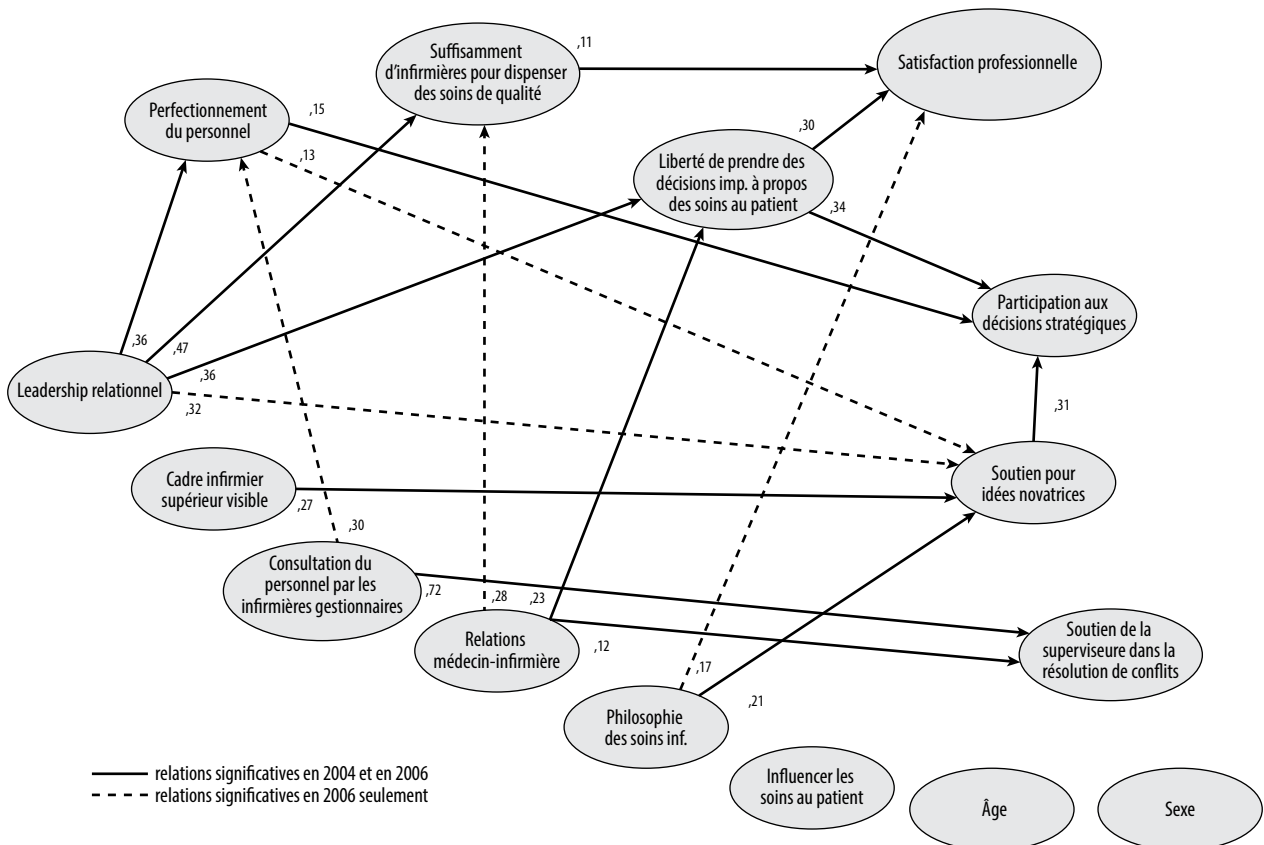 Suffisamment
d'infirmières pour dispenser
des soins de qualité
,11
Satisfaction professionnelle
Perfectionnement
du personnel
,15
,13
,30
Liberté de prendre des
décisions imp. à propos
des soins au patient
,34
Participation aux
décisions stratégiques
,36
,47
,36
Leadership relationnel
,32
,31
Cadre infirmier
supérieur visible
,27
Soutien pour
idées novatrices
,30
Consultation du
personnel par les
infirmières gestionnaires
,72
,28
,23
Relations
médecin-infirmière
,12
Soutien de la
superviseure dans la
résolution de conflits
,17
,21
Philosophie
des soins inf.
relations significatives en 2004 et en 2006
relations significatives en 2006 seulement
Influencer les
soins au patient
Âge
Sexe